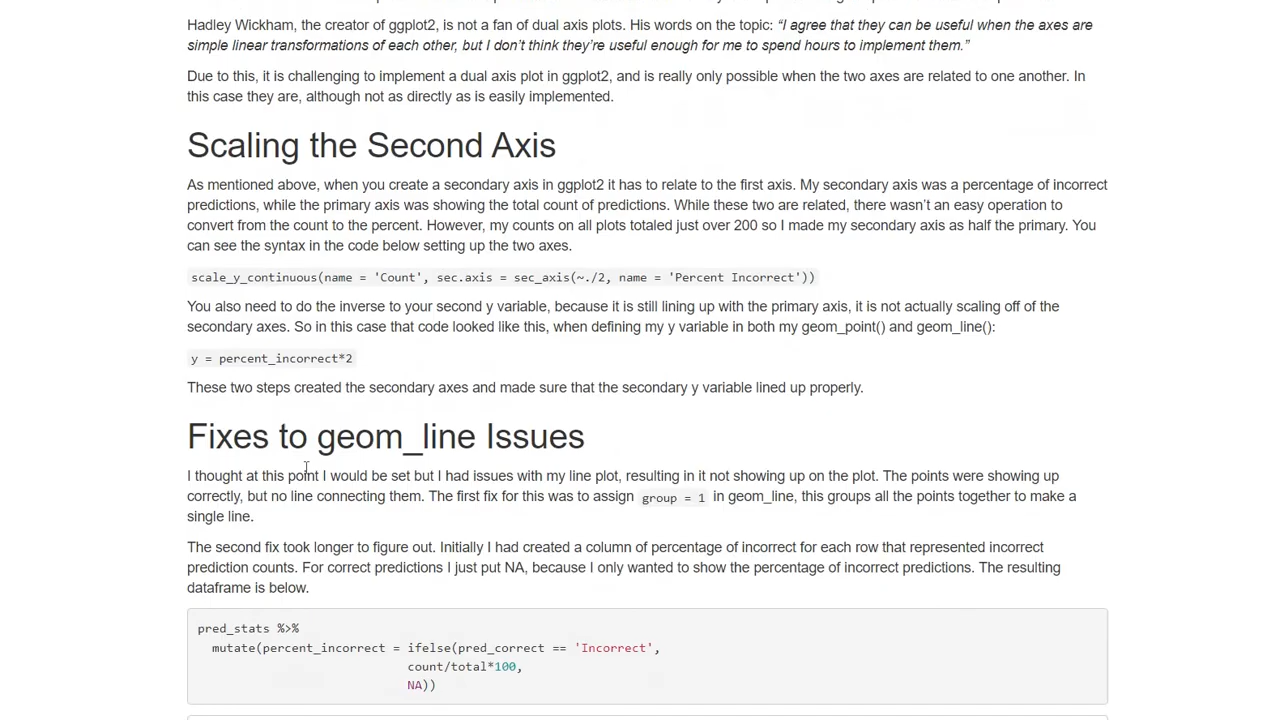 Hadley Wickham, the creator of ggplot2, is not a fan of dual axis plots. His words on the topic: “I agree that they can be useful when the axes are
simple linear transformations of each other, but I don’t think they’re useful enough for me to spend hours to implement them.”
Due to this, it is challenging to implement a dual axis plot in ggplot2, and is really only possible when the two axes are related to one another. In
this case they are, although not as directly as is easily implemented.
Scaling the Second Axis
As mentioned above, when you create a secondary axis in ggplot2 it has to relate to the first axis. My secondary axis was a percentage of incorrect
predictions, while the primary axis was showing the total count of predictions. While these two are related, there wasn’t an easy operation to
convert from the count to the percent. However, my counts on all plots totaled just over 200 so I made my secondary axis as half the primary. You
can see the syntax in the code below setting up the two axes.
scale_y_continuous(name = 'Count', sec.axis = sec_axis(~./2, name = 'Percent Incorrect'))
You also need to do the inverse to your second y variable, because it is still lining up with the primary axis, it is not actually scaling off of the
secondary axes. So in this case that code looked like this, when defining my y variable in both my geom_point() and geom_line():
y = percent_incorrect*2
These two steps created the secondary axes and made sure that the secondary y variable lined up properly.
Fixes to geom_line Issues
I thought at this point I would be set but I had issues with my line plot, resulting in it not showing up on the plot. The points were showing up
correctly, but no line connecting them. The first fix for this was to assign group = 1 in geom_line, this groups all the points together to make a
single line.
The second fix took longer to figure out. Initially I had created a column of percentage of incorrect for each row that represented incorrect
prediction counts. For correct predictions I just put NA, because I only wanted to show the percentage of incorrect predictions. The resulting
dataframe is below.
pred_stats %>%
mutate(percent_incorrect = ifelse(pred_correct == 'Incorrect',
count/total*100,
NA))